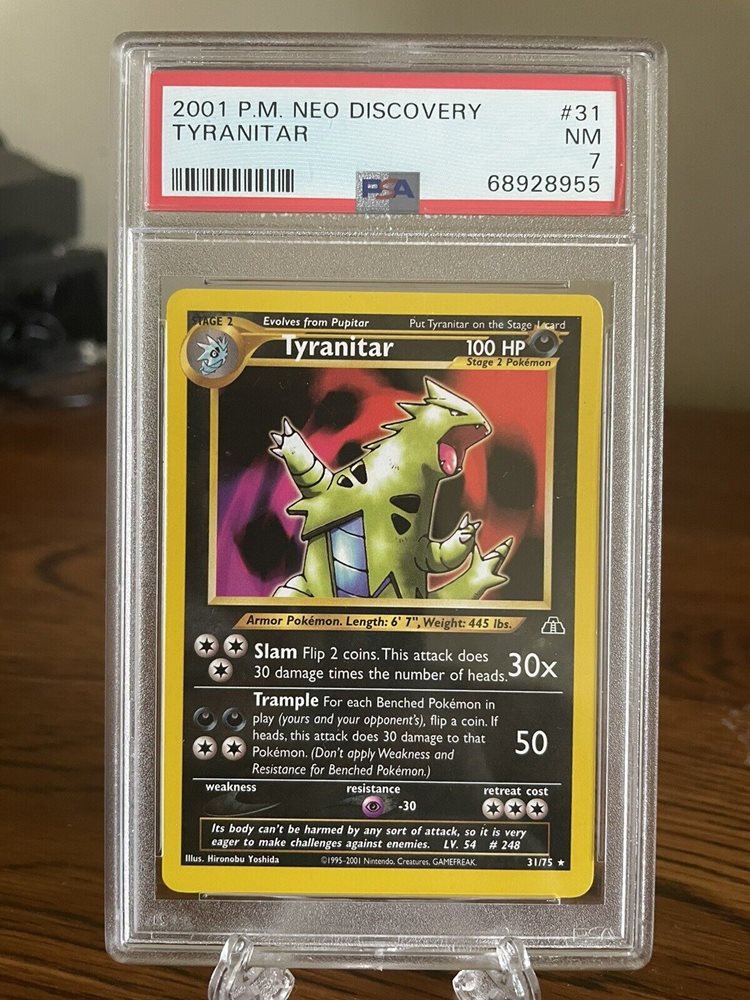 2001 P.M. NEO DISCOVERY #31
TYRANITAR NM
7
PSA 68928955
STAGE 2 Evolves from Pupitar Put Tyranitar on the Stage 1 card
Tyranitar 100 HP
Stage 2 Pokémon
Armor Pokémon. Length: 6' 7", Weight: 445 lbs.
Slam Flip 2 coins. This attack does
30 damage times the number of heads. 30x
Trample For each Benched Pokémon in
play (yours and your opponent's), flip a coin. If
heads, this attack does 30 damage to that
Pokémon. (Don't apply Weakness and
Resistance for Benched Pokémon.)
50
weakness resistance retreat cost
-30
Its body can't be harmed by any sort of attack, so it is very
eager to make challenges against enemies. LV. 54 # 248
Illus. Hironobu Yoshida ©1995-2001 Nintendo, Creatures, GAMEFREAK. 31/75 ★